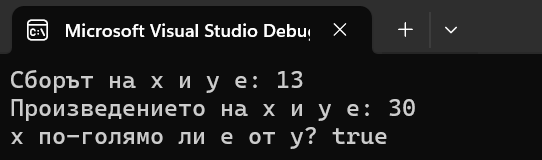 Microsoft Visual Studio Debu
Сборът на x и y е: 13
Произведението на x и y е: 30
x по-голямо ли е от y? true